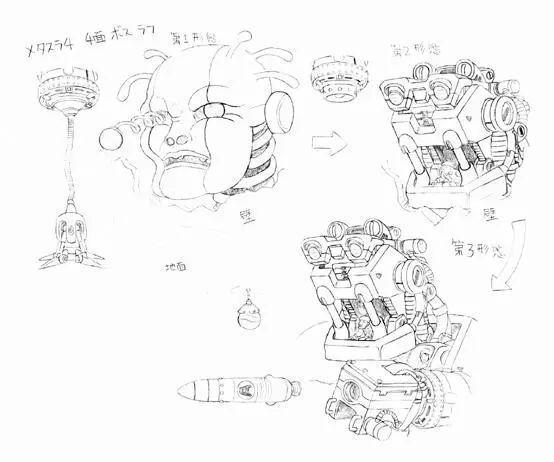 メタスラ4 4面 ボス ラフ
第1形態
第2形態
壁
壁
第3形態
地面